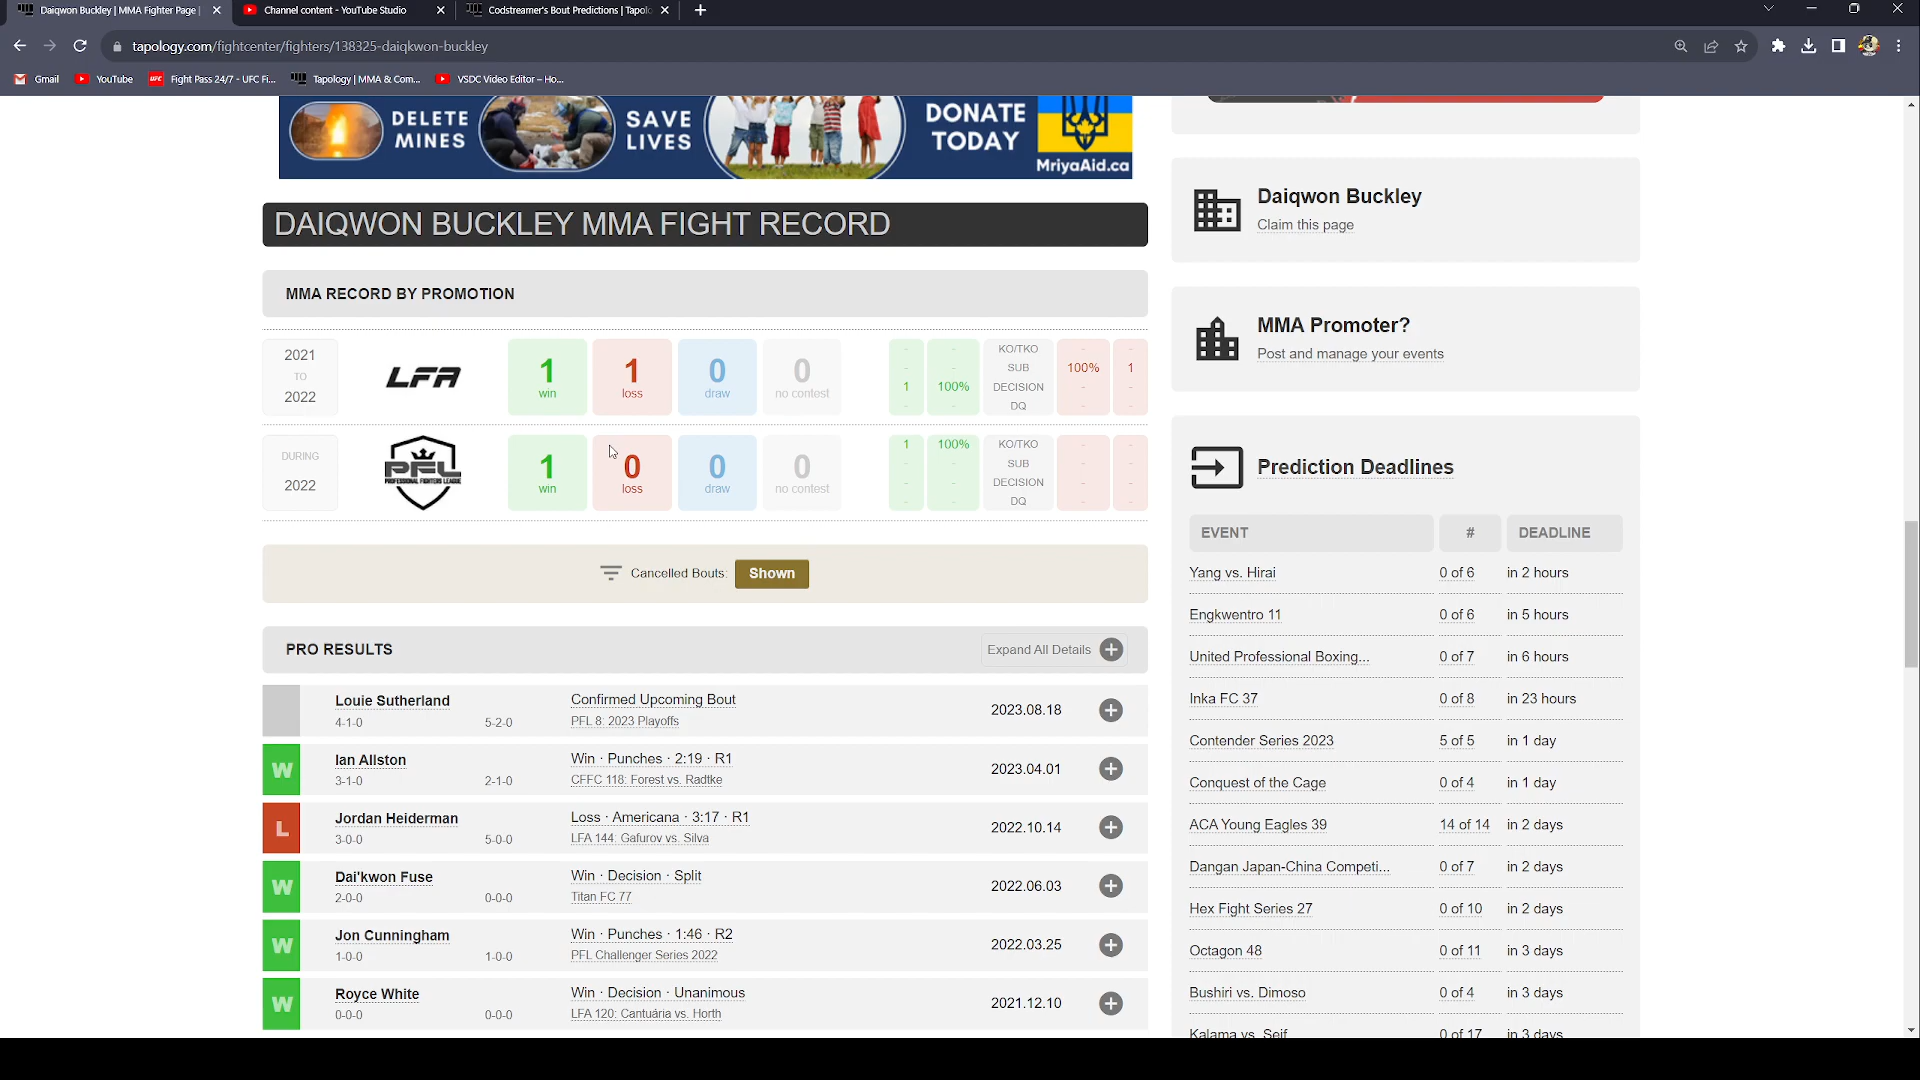 Daiqwon Buckley | MMA Fighter Page |
Channel content - YouTube Studio
Codstreamer's Bout Predictions | Tapolo
tapology.com/fightcenter/fighters/138325-daiqkwon-buckley
Gmail
YouTube
UFC
Fight Pass 24/7 - UFC Fi...
Tapology | MMA & Com...
VSDC Video Editor – Ho...
DELETE
MINES
SAVE
LIVES
DONATE
TODAY
MriyaAid.ca
DAIQWON BUCKLEY MMA FIGHT RECORD
MMA RECORD BY PROMOTION
2021
TO
2022
LFA
1
win
1
loss
0
draw
0
no contest
- - KO/TKO - -
- - SUB 100% 1
1 100% DECISION - -
- - DQ - -
DURING
2022
PFL
PROFESSIONAL FIGHTERS LEAGUE
1
win
0
loss
0
draw
0
no contest
1 100% KO/TKO - -
- - SUB - -
- - DECISION - -
- - DQ - -
Cancelled Bouts: Shown
PRO RESULTS
Expand All Details
Louie Sutherland Confirmed Upcoming Bout 2023.08.18
4-1-0 5-2-0 PFL 8: 2023 Playoffs
W Ian Allston Win · Punches · 2:19 · R1 2023.04.01
3-1-0 2-1-0 CFFC 118: Forest vs. Radtke
L Jordan Heiderman Loss · Americana · 3:17 · R1 2022.10.14
3-0-0 5-0-0 LFA 144: Gafurov vs. Silva
W Dai'kwon Fuse Win · Decision · Split 2022.06.03
2-0-0 0-0-0 Titan FC 77
W Jon Cunningham Win · Punches · 1:46 · R2 2022.03.25
1-0-0 1-0-0 PFL Challenger Series 2022
W Royce White Win · Decision · Unanimous 2021.12.10
0-0-0 0-0-0 LFA 120: Cantuária vs. Horth
Daiqwon Buckley
Claim this page
MMA Promoter?
Post and manage your events
Prediction Deadlines
EVENT # DEADLINE
Yang vs. Hirai 0 of 6 in 2 hours
Engkwentro 11 0 of 6 in 5 hours
United Professional Boxing... 0 of 7 in 6 hours
Inka FC 37 0 of 8 in 23 hours
Contender Series 2023 5 of 5 in 1 day
Conquest of the Cage 0 of 4 in 1 day
ACA Young Eagles 39 14 of 14 in 2 days
Dangan Japan-China Competi... 0 of 7 in 2 days
Hex Fight Series 27 0 of 10 in 2 days
Octagon 48 0 of 11 in 3 days
Bushiri vs. Dimoso 0 of 4 in 3 days
Kalama vs. Seif 0 of 17 in 3 days